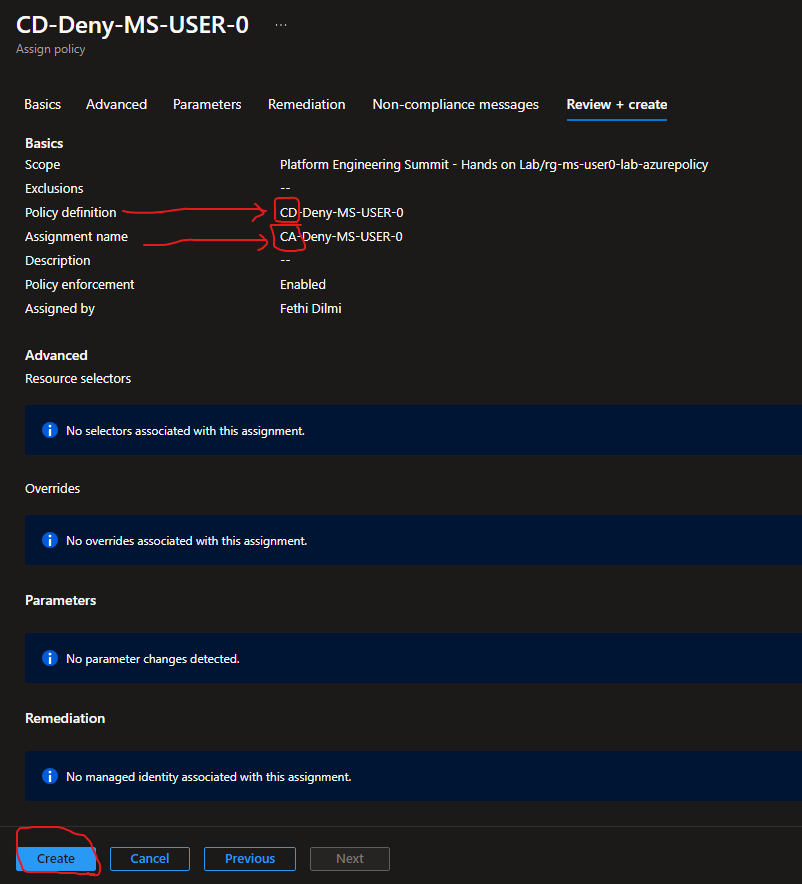 CD-Deny-MS-USER-0 ...
Assign policy
Basics Advanced Parameters Remediation Non-compliance messages Review + create
Basics
Scope Platform Engineering Summit - Hands on Lab/rg-ms-user0-lab-azurepolicy
Exclusions --
Policy definition CD-Deny-MS-USER-0
Assignment name CA-Deny-MS-USER-0
Description --
Policy enforcement Enabled
Assigned by Fethi Dilmi
Advanced
Resource selectors
No selectors associated with this assignment.
Overrides
No overrides associated with this assignment.
Parameters
No parameter changes detected.
Remediation
No managed identity associated with this assignment.
Create Cancel Previous Next